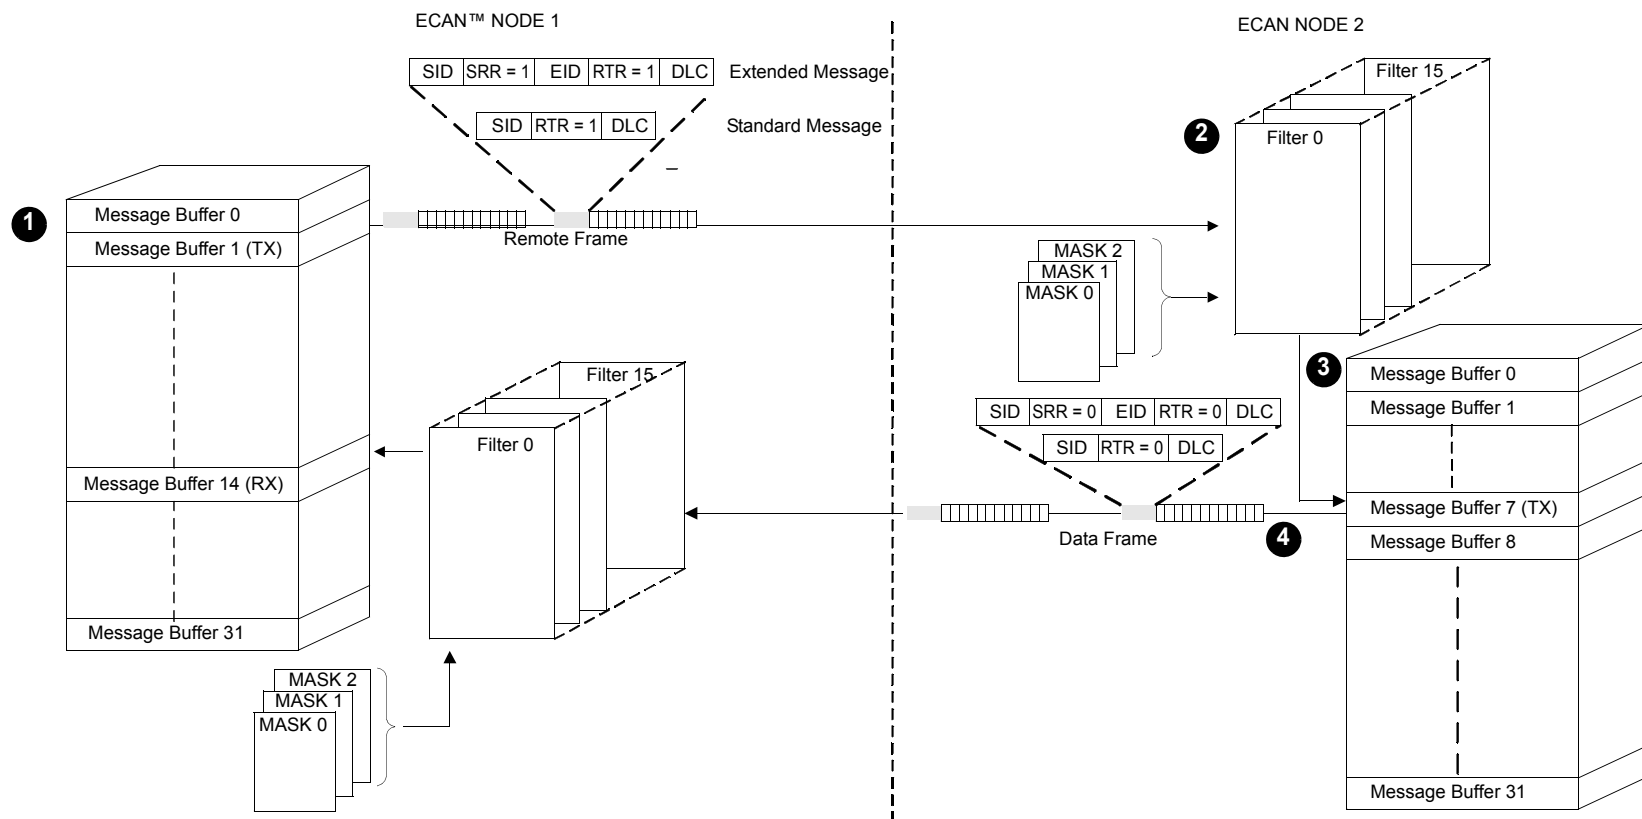 ECAN™ NODE 1
ECAN NODE 2
SID SRR = 1 EID RTR = 1 DLC Extended Message
SID RTR = 1 DLC Standard Message
Filter 15
2
Filter 0
1
Message Buffer 0
Message Buffer 1 (TX)
Remote Frame
MASK 2
MASK 1
MASK 0
Message Buffer 14 (RX)
Message Buffer 31
Filter 15
Filter 0
MASK 2
MASK 1
MASK 0
3
Message Buffer 0
Message Buffer 1
SID SRR = 0 EID RTR = 0 DLC
SID RTR = 0 DLC
Message Buffer 7 (TX)
Data Frame
4
Message Buffer 8
Message Buffer 31